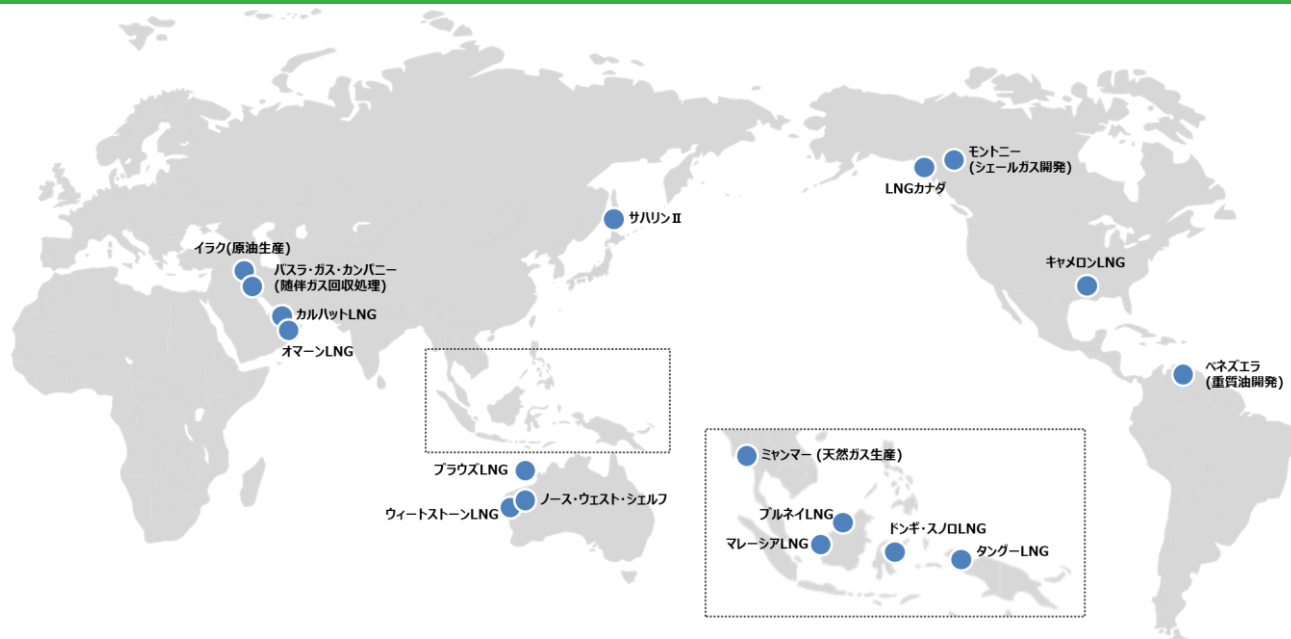 モントニー
(シェールガス開発)
LNGカナダ
サハリンⅡ
イラク(原油生産)
バスラ・ガス・カンパニー
(随伴ガス回収処理)
キャメロンLNG
カルハットLNG
オマーンLNG
ベネズエラ
(重質油開発)
ブラウズLNG
ノース・ウェスト・シェルフ
ウィートストーンLNG
ミャンマー (天然ガス生産)
ブルネイLNG
ドンギ・スノロLNG
マレーシアLNG
タングーLNG